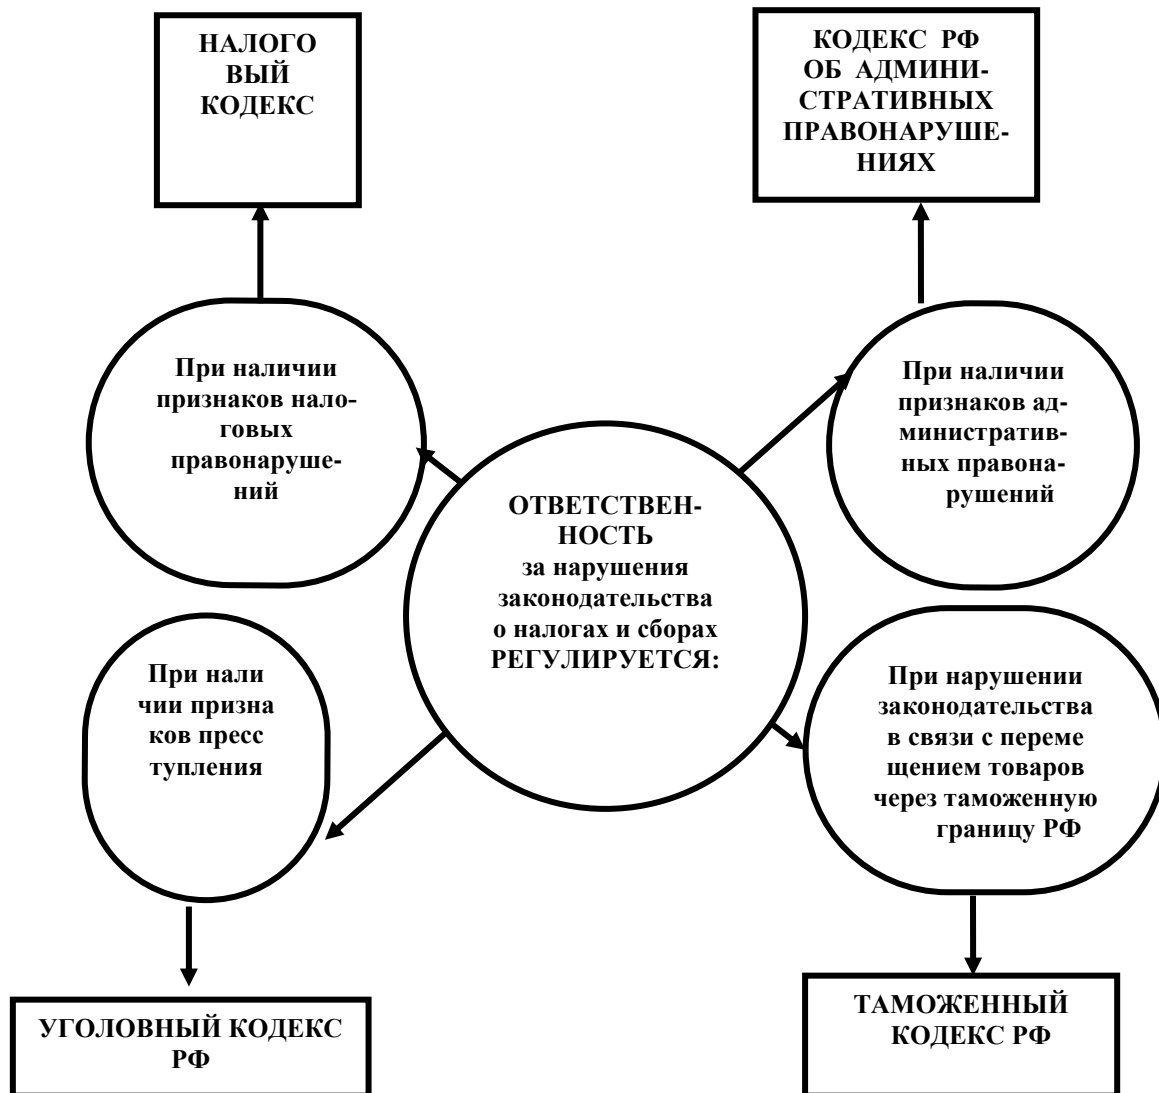 НАЛОГО
ВЫЙ
КОДЕКС
КОДЕКС РФ
ОБ АДМИНИ-
СТРАТИВНЫХ
ПРАВОНАРУШЕ-
НИЯХ
При наличии
признаков нало-
говых
правонаруше-
ний
При наличии
признаков ад-
министратив-
ных правона-
рушений
ОТВЕТСТВЕН-
НОСТЬ
за нарушения
законодательства
о налогах и сборах
РЕГУЛИРУЕТСЯ:
При нали
чии призна
ков пресс
тупления
При нарушении
законодательства
в связи с переме
щением товаров
через таможенную
границу РФ
УГОЛОВНЫЙ КОДЕКС
РФ
ТАМОЖЕННЫЙ
КОДЕКС РФ